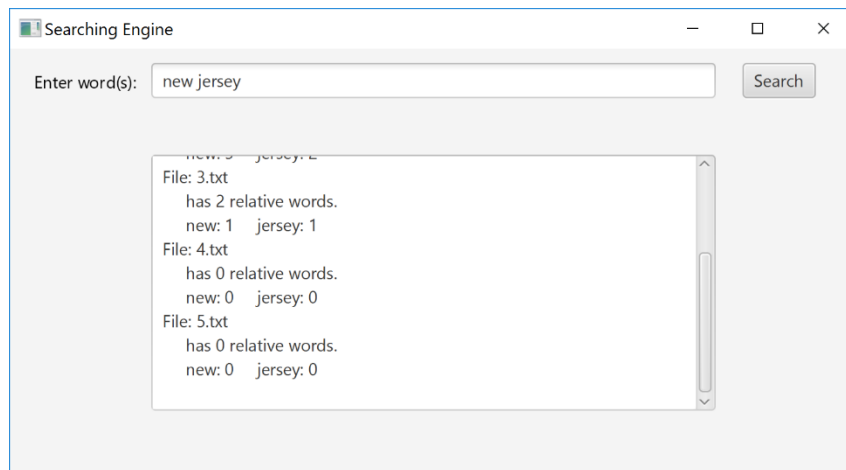 Searching Engine
Enter word(s): new jersey Search
jersey: 2
File: 3.txt
has 2 relative words.
new: 1 jersey: 1
File: 4.txt
has 0 relative words.
new: 0 jersey: 0
File: 5.txt
has 0 relative words.
new: 0 jersey: 0